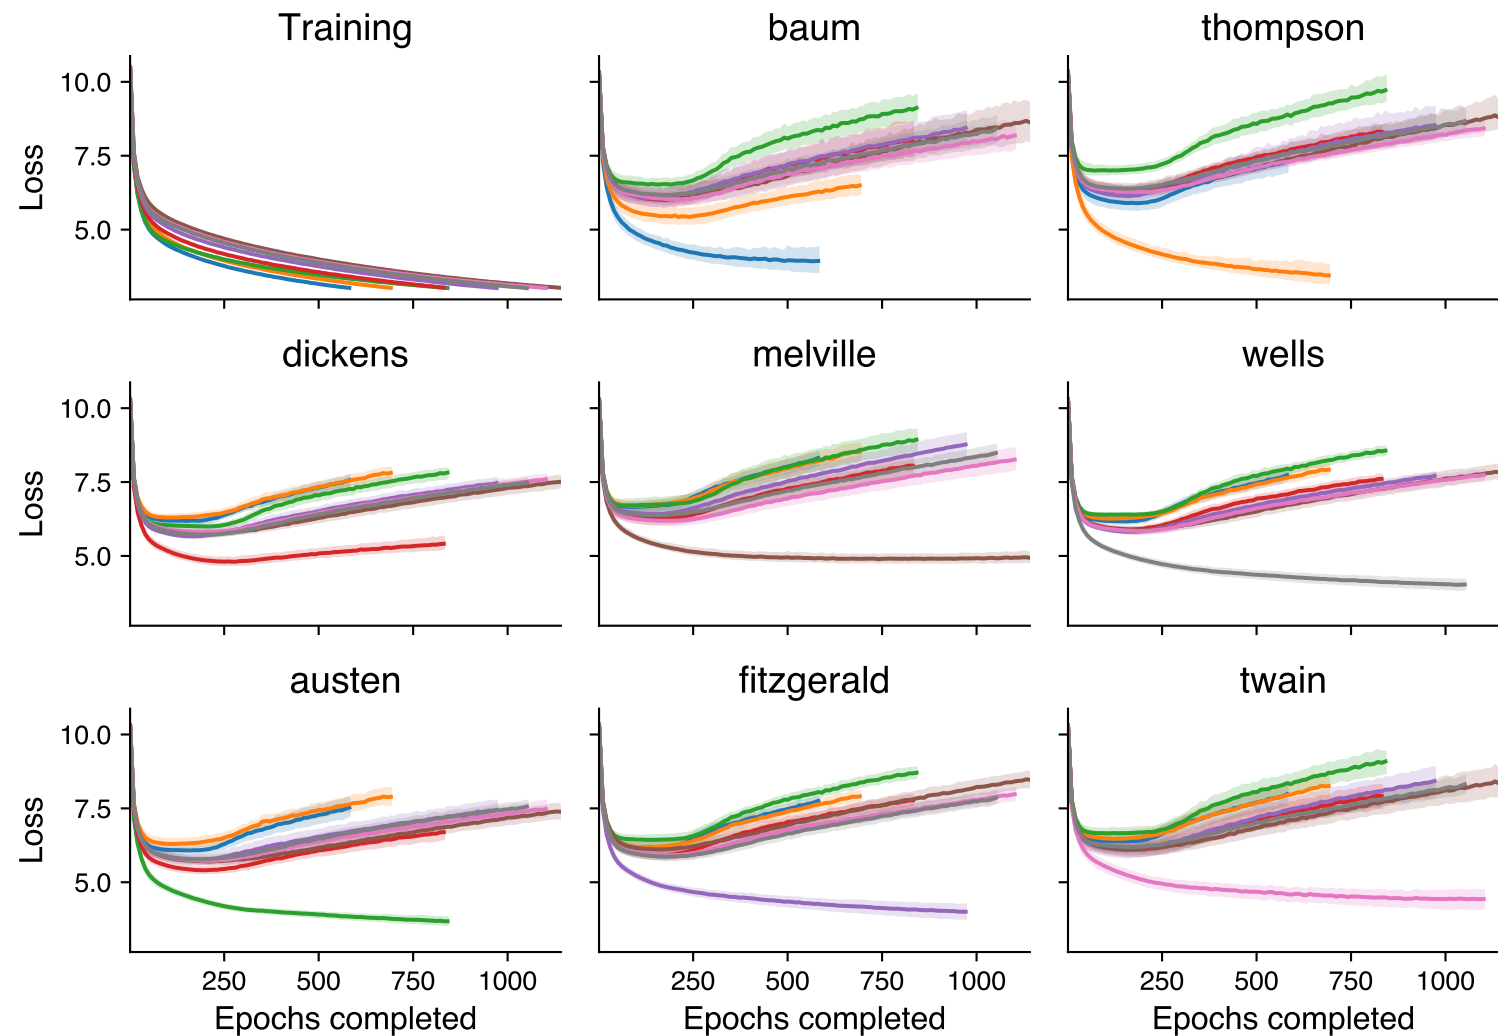 Training baum thompson
10.0
7.5
5.0
Loss
dickens melville wells
10.0
7.5
5.0
Loss
austen fitzgerald twain
10.0
7.5
5.0
Loss
250 500 750 1000 250 500 750 1000 250 500 750 1000
Epochs completed Epochs completed Epochs completed